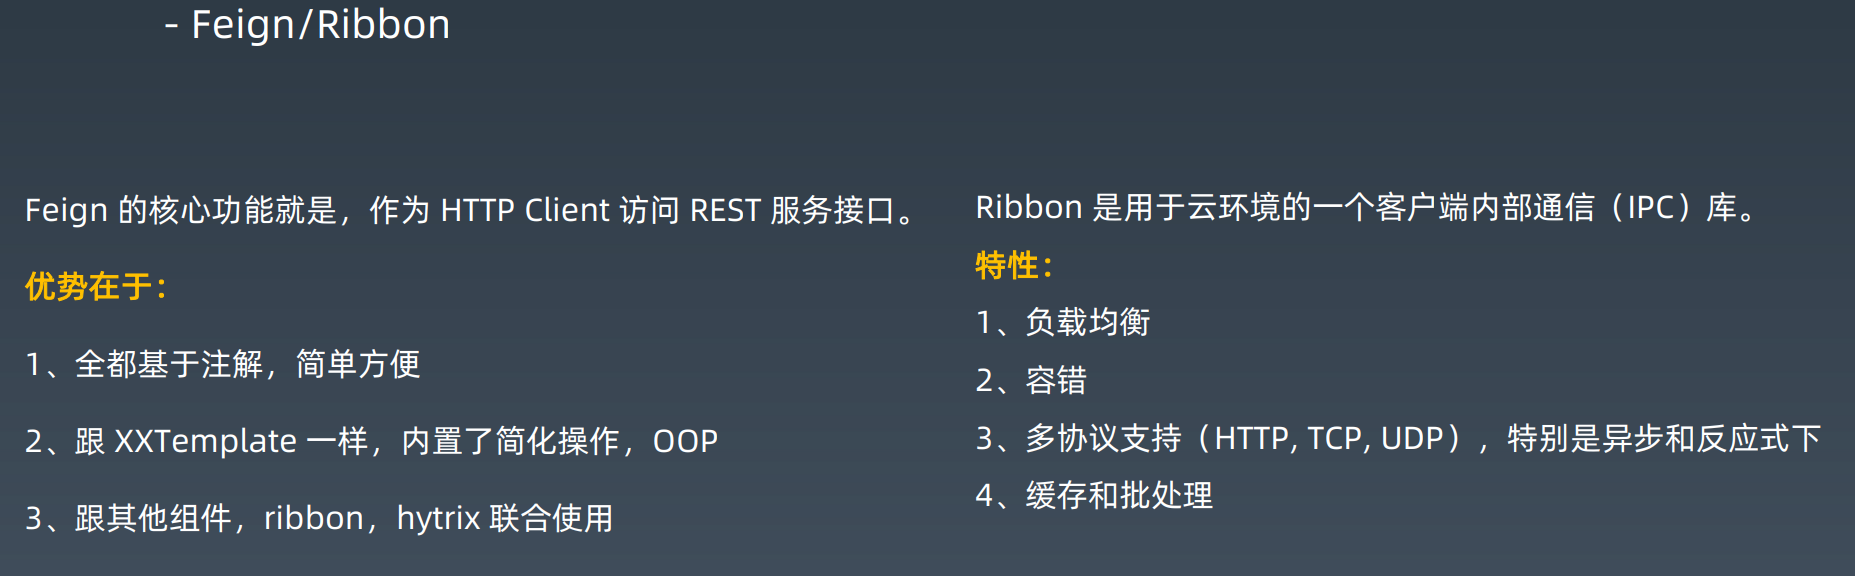 - Feign/Ribbon
Feign 的核心功能就是，作为 HTTP Client 访问 REST 服务接口。
优势在于：
1、全都基于注解，简单方便
2、跟 XXTemplate 一样，内置了简化操作，OOP
3、跟其他组件，ribbon，hytrix 联合使用
Ribbon 是用于云环境的一个客户端内部通信（IPC）库。
特性：
1、负载均衡
2、容错
3、多协议支持（HTTP, TCP, UDP），特别是异步和反应式下
4、缓存和批处理